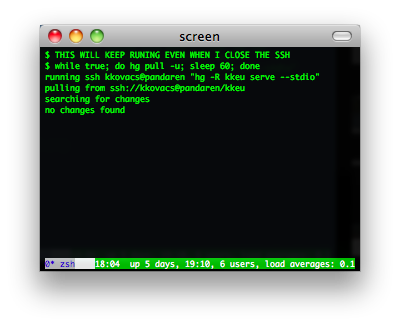 screen
$ THIS WILL KEEP RUNING EVEN WHEN I CLOSE THE SSH
$ while true; do hg pull -u; sleep 60; done
running ssh kkovacs@pandaren "hg -R kkeu serve --stdio"
pulling from ssh://kkovacs@pandaren/kkeu
searching for changes
no changes found
0* zsh 18:04 up 5 days, 19:10, 6 users, load averages: 0.1